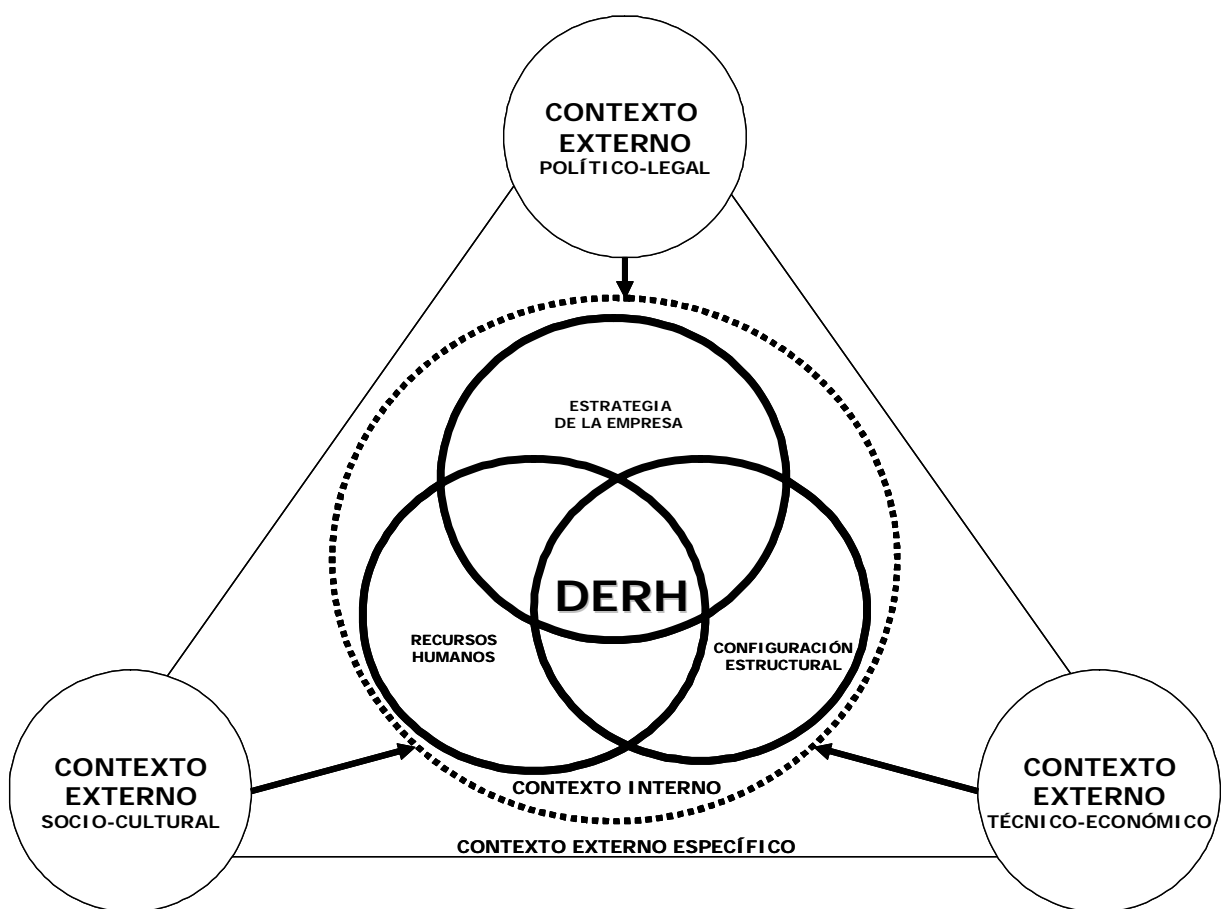 CONTEXTO
EXTERNO
POLÍTICO-LEGAL
ESTRATEGIA
DE LA EMPRESA
DERH
RECURSOS
HUMANOS
CONFIGURACIÓN
ESTRUCTURAL
CONTEXTO INTERNO
CONTEXTO
EXTERNO
SOCIO-CULTURAL
CONTEXTO
EXTERNO
TÉCNICO-ECONÓMICO
CONTEXTO EXTERNO ESPECÍFICO